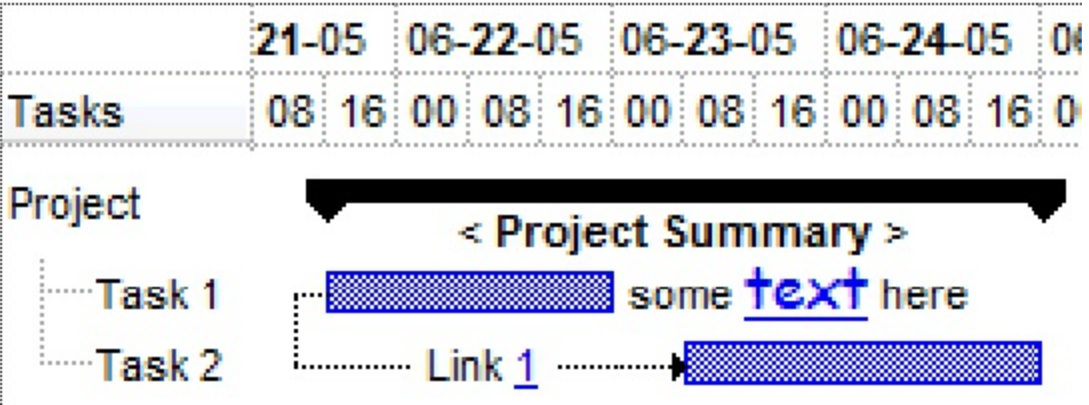 21-05 06-22-05 06-23-05 06-24-05
Tasks 08 16 00 08 16 00 08 16 00 08 16
Project
< Project Summary >
Task 1 some text here
Task 2 Link 1